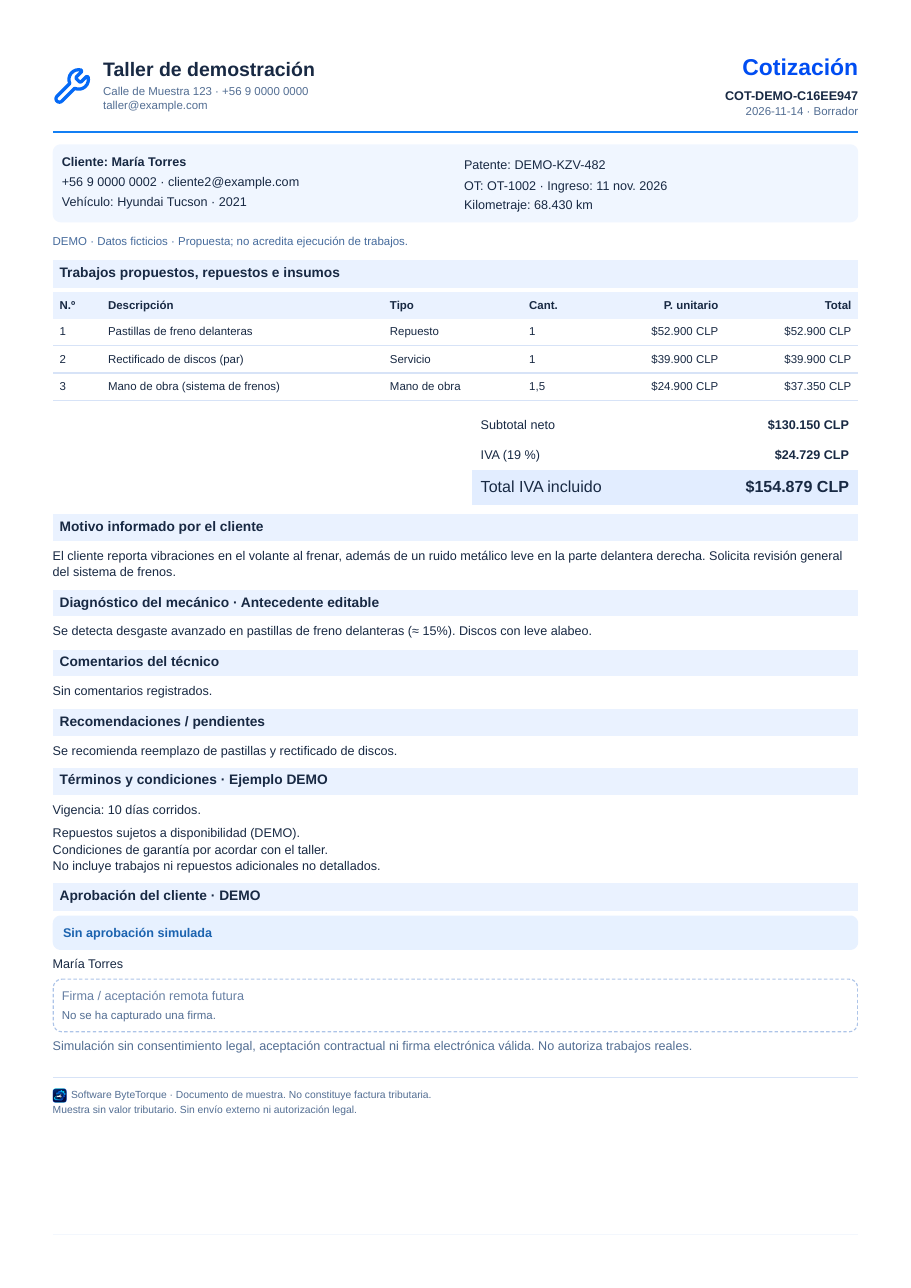 Taller de demostración
Calle de Muestra 123 · +56 9 0000 0000
taller@example.com
Cotización
COT-DEMO-C16EE947
2026-11-14 · Borrador
Cliente: María Torres
+56 9 0000 0002 · cliente2@example.com
Vehículo: Hyundai Tucson · 2021
Patente: DEMO-KZV-482
OT: OT-1002 · Ingreso: 11 nov. 2026
Kilometraje: 68.430 km
DEMO · Datos ficticios · Propuesta; no acredita ejecución de trabajos.
Trabajos propuestos, repuestos e insumos
N.º Descripción Tipo Cant. P. unitario Total
1 Pastillas de freno delanteras Repuesto 1 $52.900 CLP $52.900 CLP
2 Rectificado de discos (par) Servicio 1 $39.900 CLP $39.900 CLP
3 Mano de obra (sistema de frenos) Mano de obra 1,5 $24.900 CLP $37.350 CLP
Subtotal neto $130.150 CLP
IVA (19 %) $24.729 CLP
Total IVA incluido $154.879 CLP
Motivo informado por el cliente
El cliente reporta vibraciones en el volante al frenar, además de un ruido metálico leve en la parte delantera derecha. Solicita revisión general
del sistema de frenos.
Diagnóstico del mecánico · Antecedente editable
Se detecta desgaste avanzado en pastillas de freno delanteras (≈ 15%). Discos con leve alabeo.
Comentarios del técnico
Sin comentarios registrados.
Recomendaciones / pendientes
Se recomienda reemplazo de pastillas y rectificado de discos.
Términos y condiciones · Ejemplo DEMO
Vigencia: 10 días corridos.
Repuestos sujetos a disponibilidad (DEMO).
Condiciones de garantía por acordar con el taller.
No incluye trabajos ni repuestos adicionales no detallados.
Aprobación del cliente · DEMO
Sin aprobación simulada
María Torres
Firma / aceptación remota futura
No se ha capturado una firma.
Simulación sin consentimiento legal, aceptación contractual ni firma electrónica válida. No autoriza trabajos reales.
Software ByteTorque · Documento de muestra. No constituye factura tributaria.
Muestra sin valor tributario. Sin envío externo ni autorización legal.